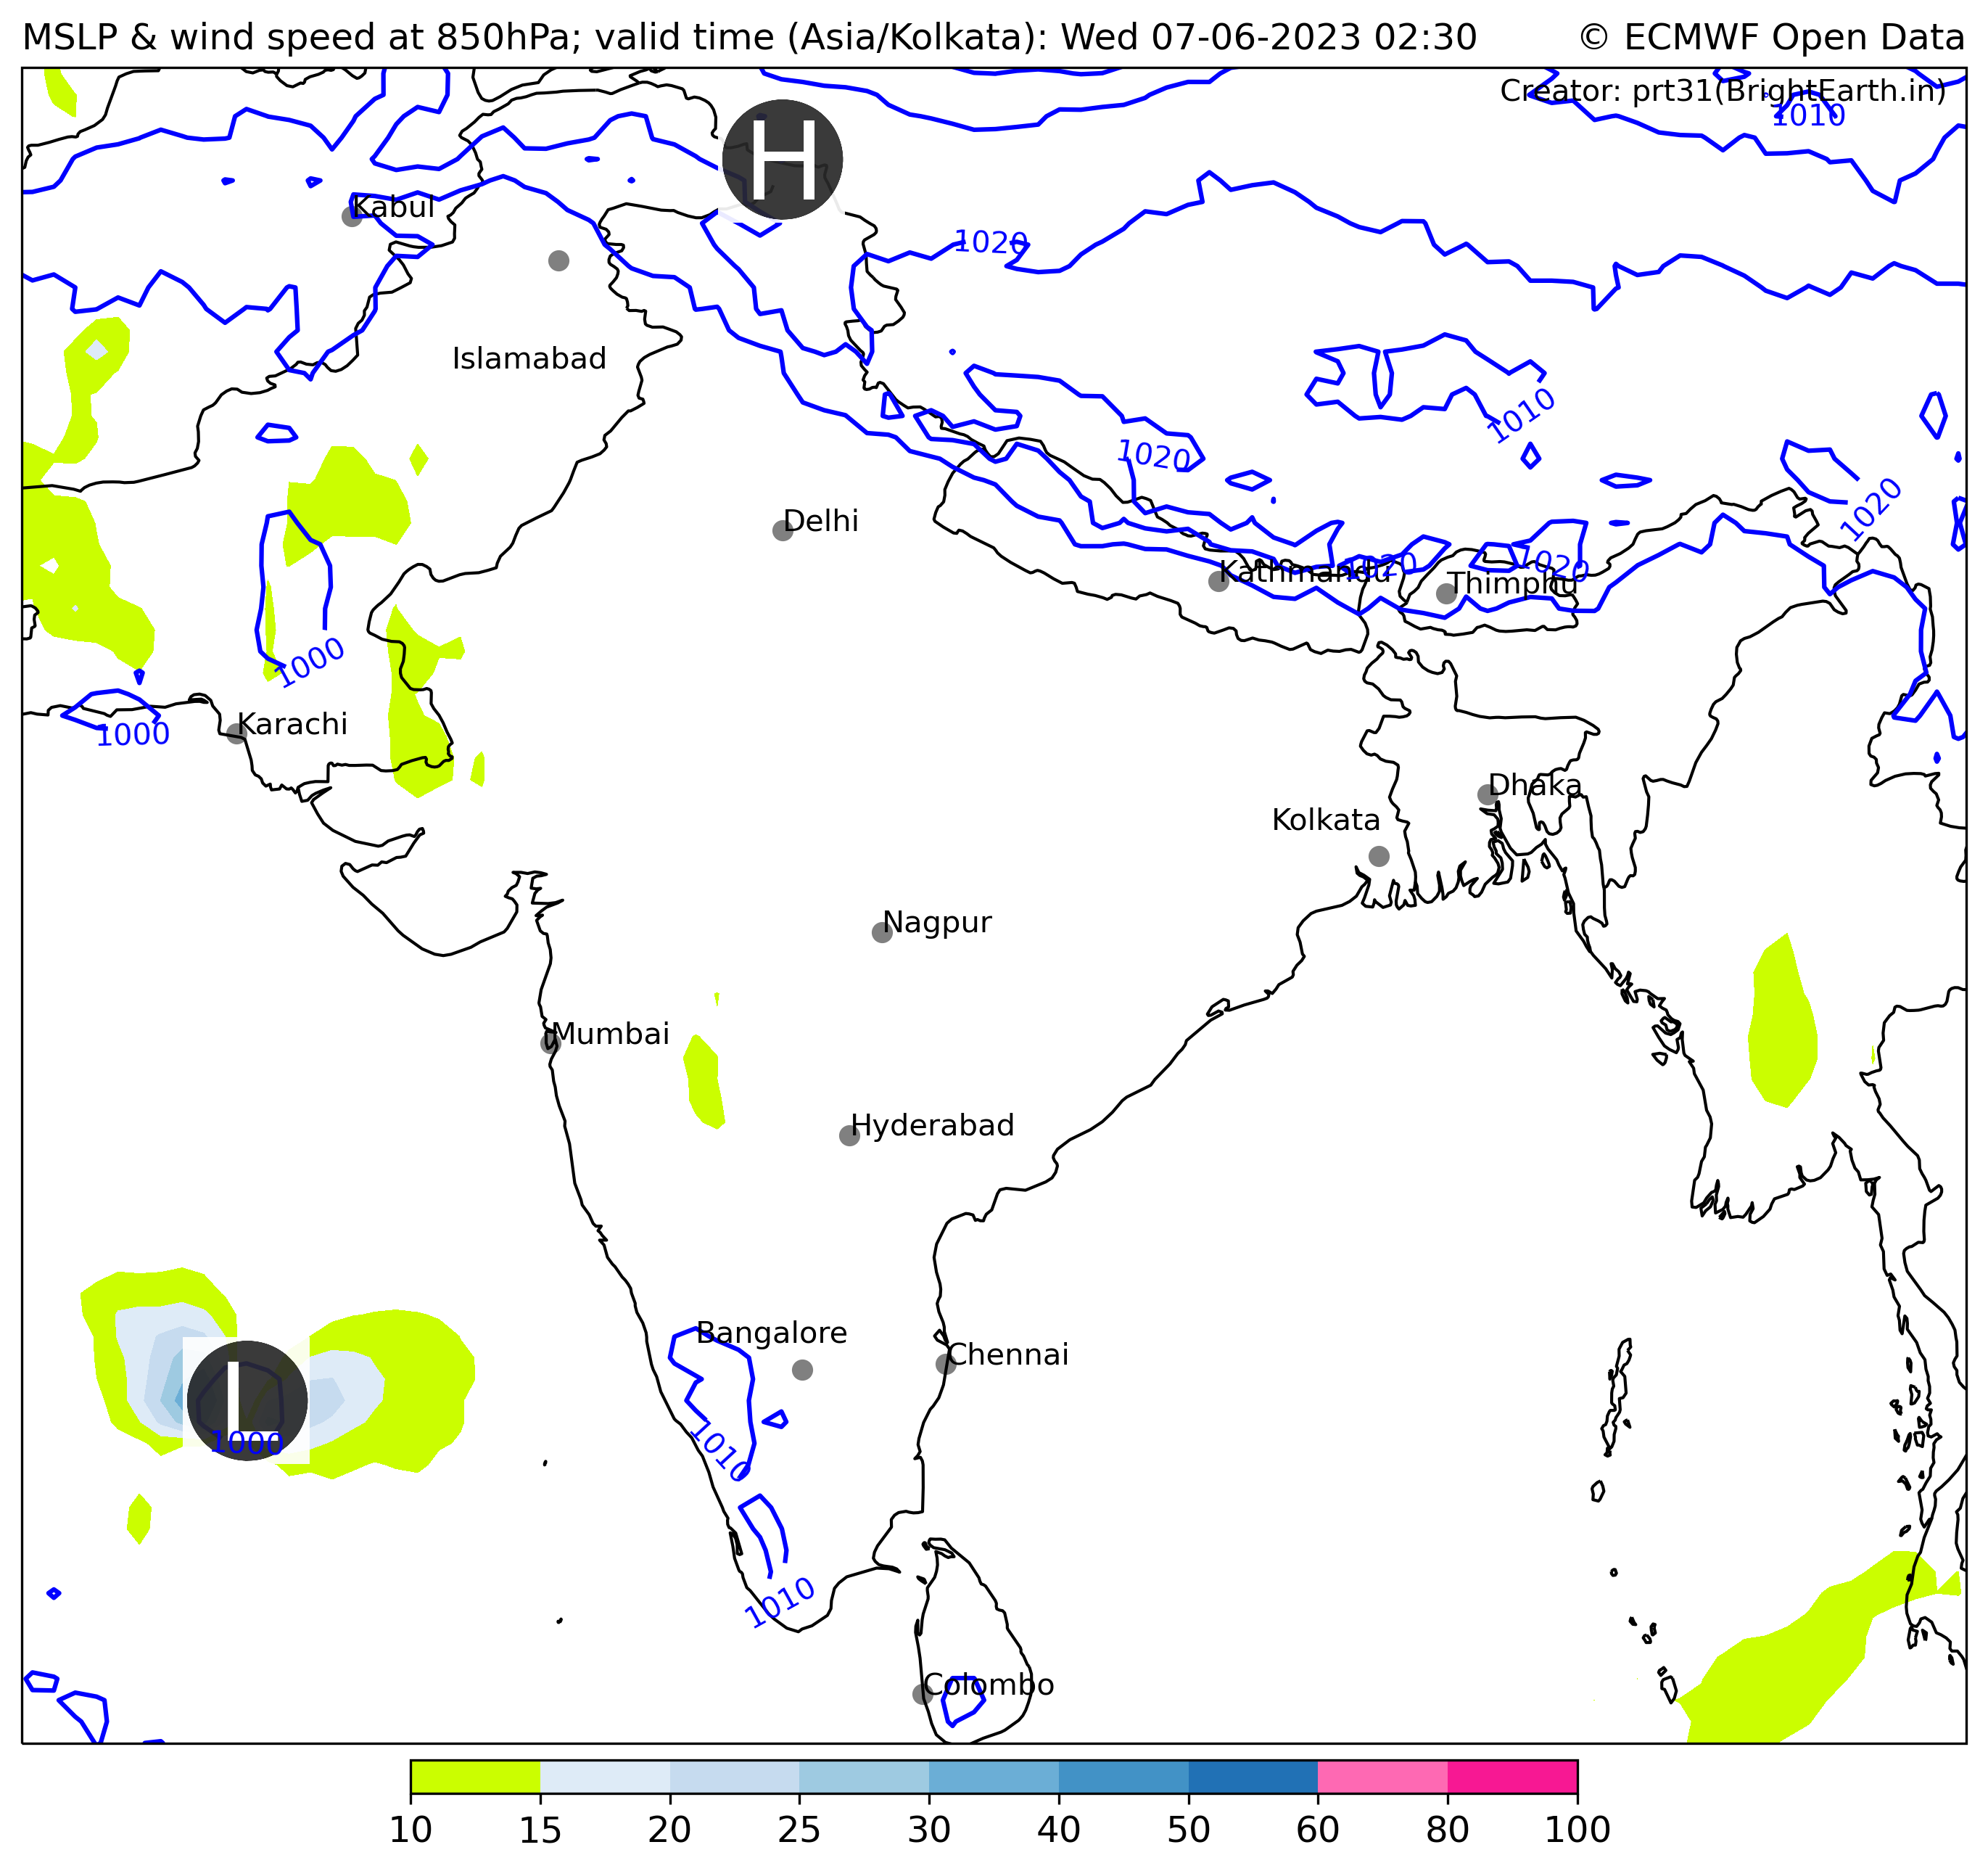 MSLP & wind speed at 850hPa; valid time (Asia/Kolkata): Wed 07-06-2023 02:30
© ECMWF Open Data
Creator: prt31(BrightEarth.in)
1010
H
Kabul
1020
Islamabad
1010
1020
1020
Delhi
Kathmandu
1020
1020
Thimphu
1000
Karachi
1000
Dhaka
Kolkata
Nagpur
Mumbai
Hyderabad
Bangalore
Chennai
L
1000
1010
1010
Colombo
10 15 20 25 30 40 50 60 80 100